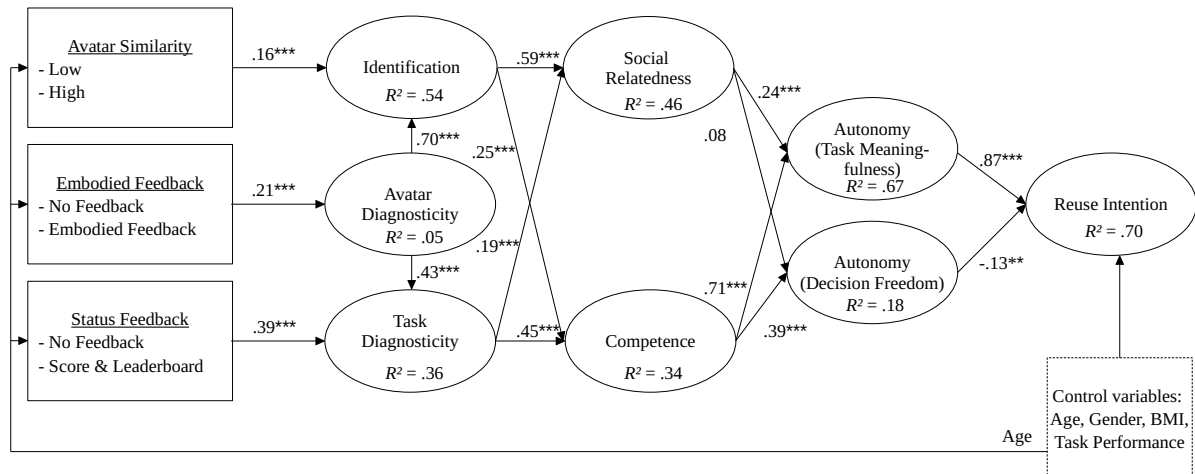 Avatar Similarity
- Low
- High
.16***
Identification
R² = .54
.59***
Social
Relatedness
R² = .46
.24***
.08
.70***
.25***
Autonomy
(Task Meaning-
fulness)
R² = .67
.87***
Embodied Feedback
- No Feedback
- Embodied Feedback
.21***
Avatar
Diagnosticity
R² = .05
.19***
Reuse Intention
R² = .70
.43***
Autonomy
(Decision Freedom)
R² = .18
-.13**
Status Feedback
- No Feedback
- Score & Leaderboard
.39***
Task
Diagnosticity
R² = .36
.45***
Competence
R² = .34
.71***
.39***
Control variables:
Age, Gender, BMI,
Task Performance
Age